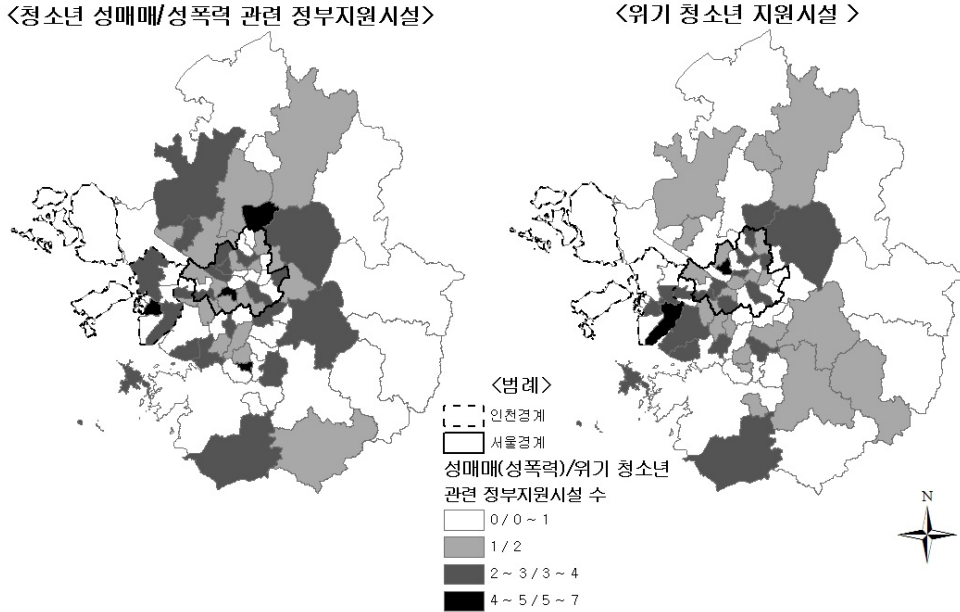 <청소년 성매매/성폭력 관련 정부지원시설>
<위기 청소년 지원시설 >
<범례>
인천경계
서울경계
성매매(성폭력)/위기 청소년
관련 정부지원시설 수
0/0~1
1/2
2~3/3~4
4~5/5~7
N